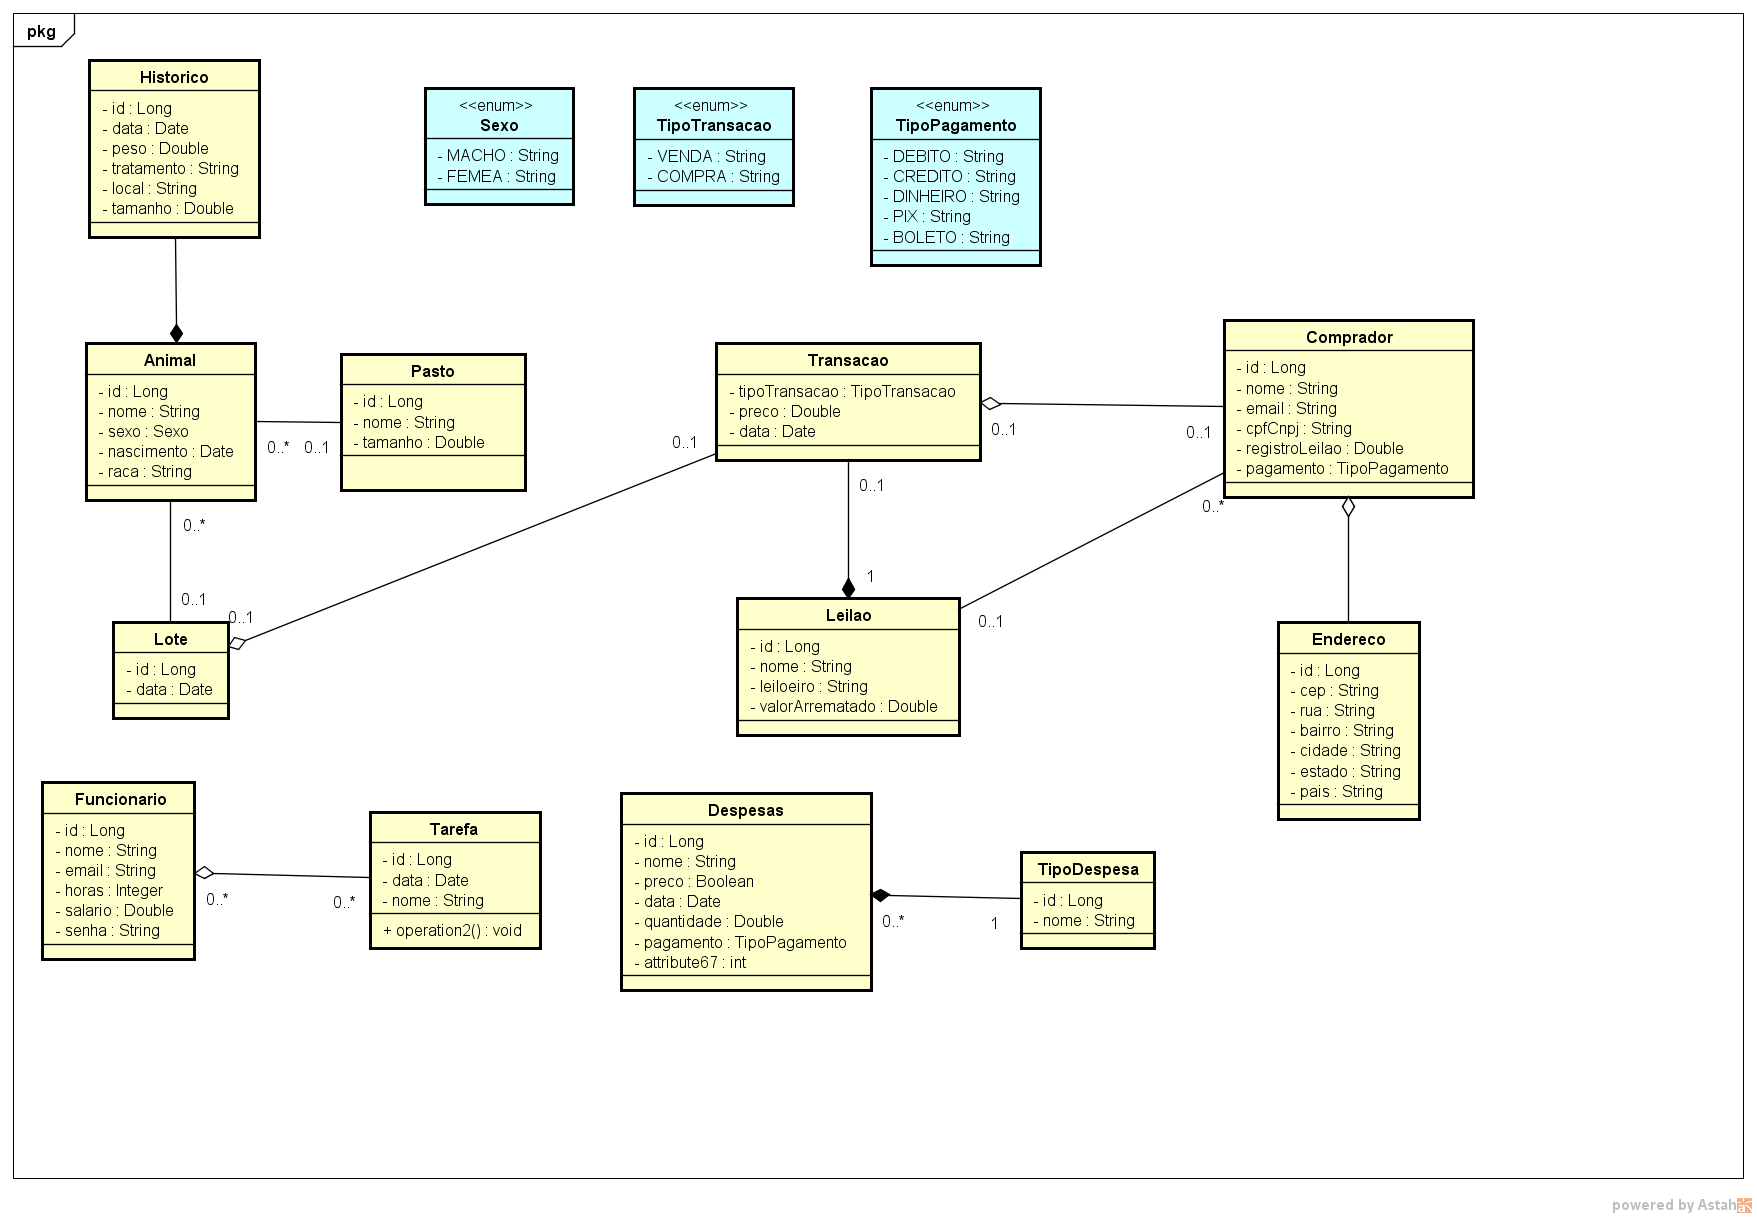 pkg
Historico
- id : Long
- data : Date
- peso : Double
- tratamento : String
- local : String
- tamanho : Double
<<enum>>
Sexo
- MACHO : String
- FEMEA : String
<<enum>>
TipoTransacao
- VENDA : String
- COMPRA : String
<<enum>>
TipoPagamento
- DEBITO : String
- CREDITO : String
- DINHEIRO : String
- PIX : String
- BOLETO : String
Animal
- id : Long
- nome : String
- sexo : Sexo
- nascimento : Date
- raca : String
0..*
0..1
Pasto
- id : Long
- nome : String
- tamanho : Double
Transacao
- tipoTransacao : TipoTransacao
- preco : Double
- data : Date
0..1
0..1
0..1
0..1
Comprador
- id : Long
- nome : String
- email : String
- cpfCnpj : String
- registroLeilao : Double
- pagamento : TipoPagamento
0..*
0..*
0..1
0..1
Lote
- id : Long
- data : Date
1
Leilao
- id : Long
- nome : String
- leiloeiro : String
- valorArrematado : Double
0..1
Endereco
- id : Long
- cep : String
- rua : String
- bairro : String
- cidade : String
- estado : String
- pais : String
Funcionario
- id : Long
- nome : String
- email : String
- horas : Integer
- salario : Double
- senha : String
0..*
0..*
Tarefa
- id : Long
- data : Date
- nome : String
+ operation2() : void
Despesas
- id : Long
- nome : String
- preco : Boolean
- data : Date
- quantidade : Double
- pagamento : TipoPagamento
- attribute67 : int
0..*
1
TipoDespesa
- id : Long
- nome : String
powered by Astah